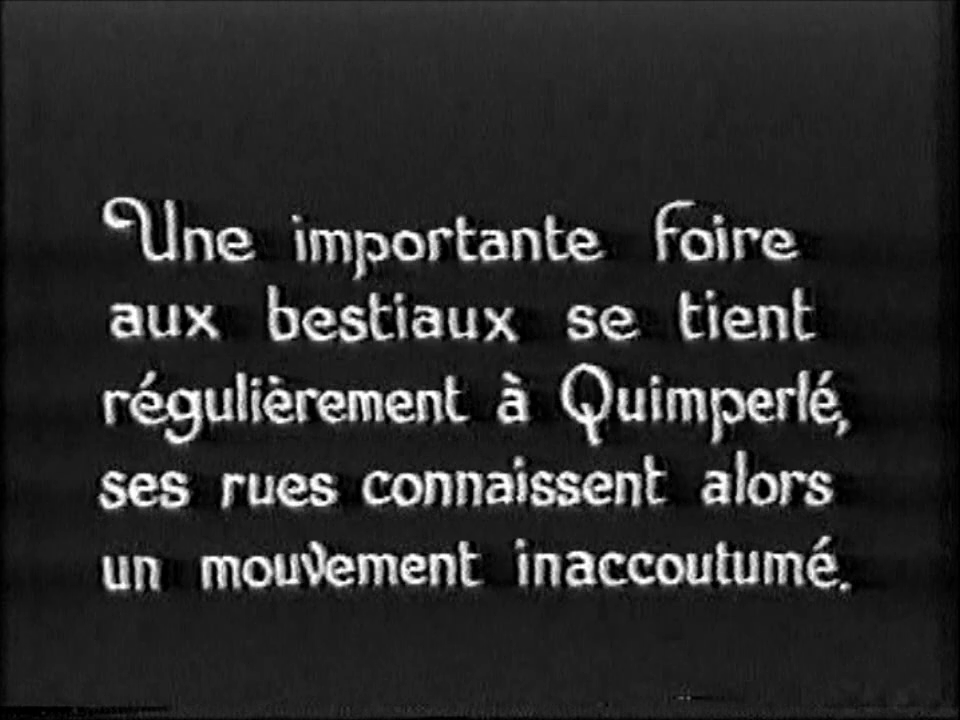 Une importante foire
aux bestiaux se tient
régulièrement à Quimperlé,
ses rues connaissent alors
un mouvement inaccoutumé.